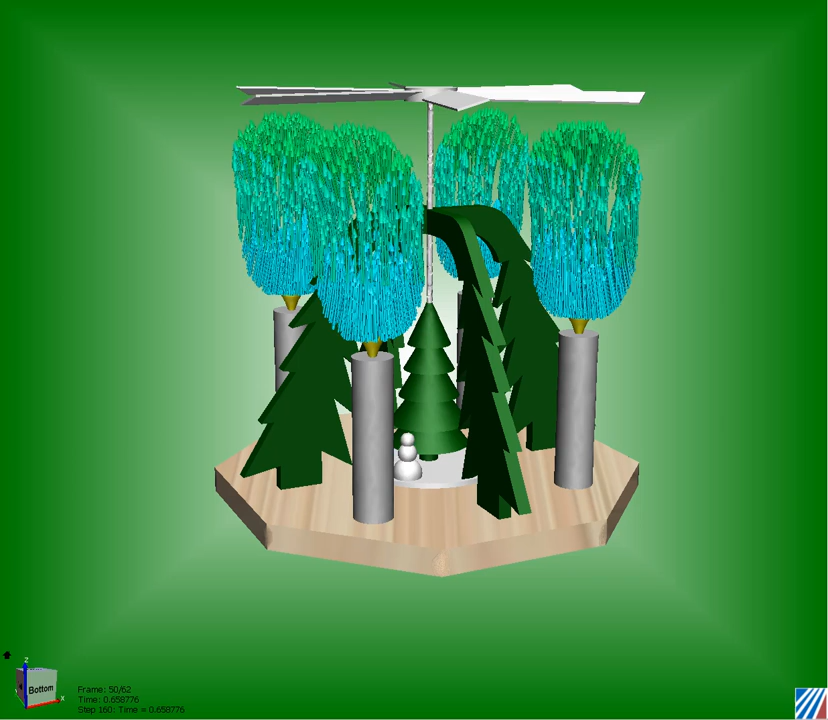 z
Bottom
x
Frame: 50/62
Time: 0.658776
Step 160: Time = 0.658776